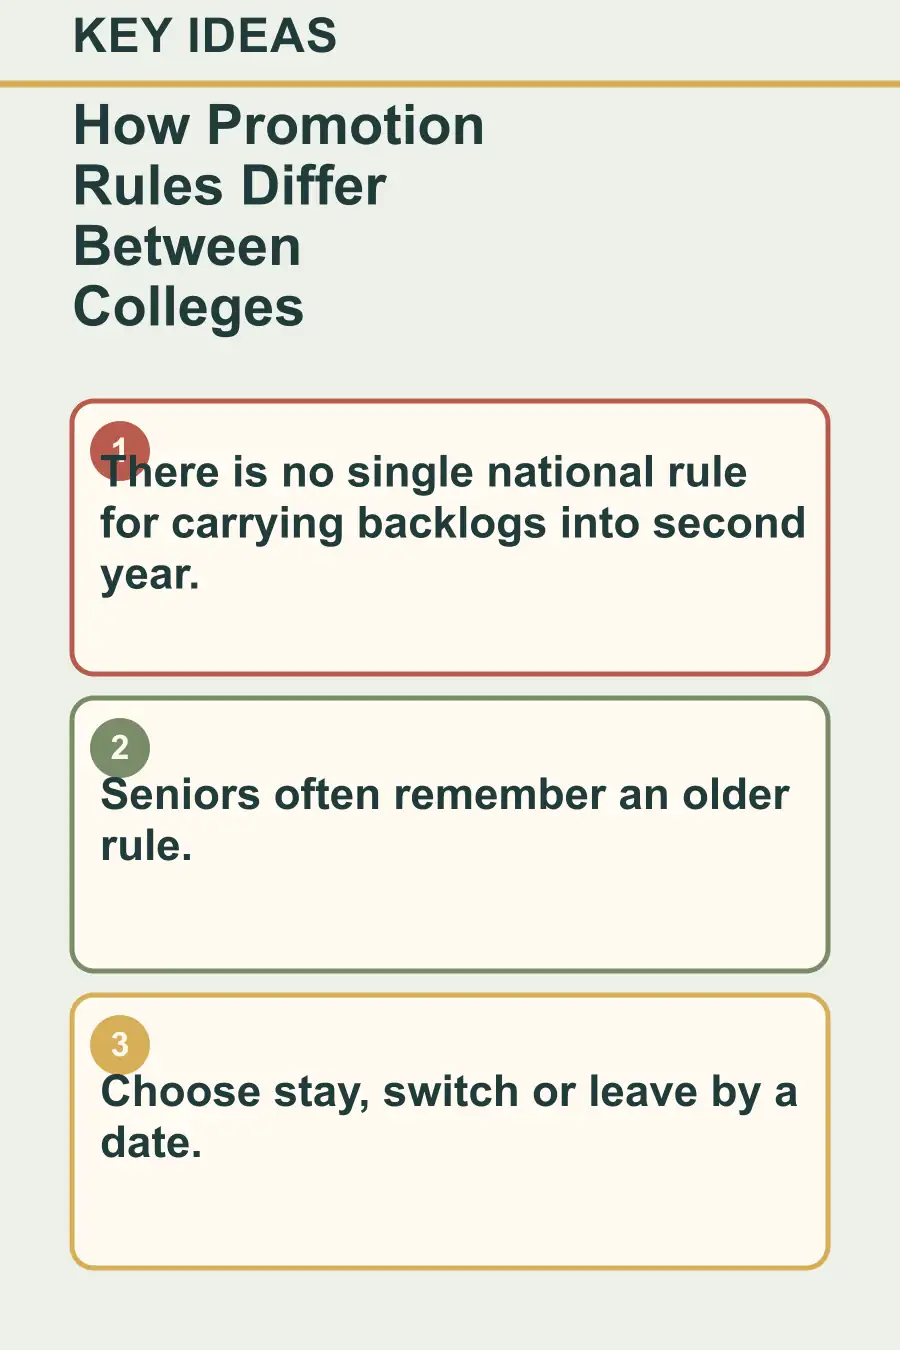 KEY IDEAS
How Promotion
Rules Differ
Between
Colleges
1
There is no single national rule
for carrying backlogs into second
year.
2
Seniors often remember an older
rule.
3
Choose stay, switch or leave by a
date.